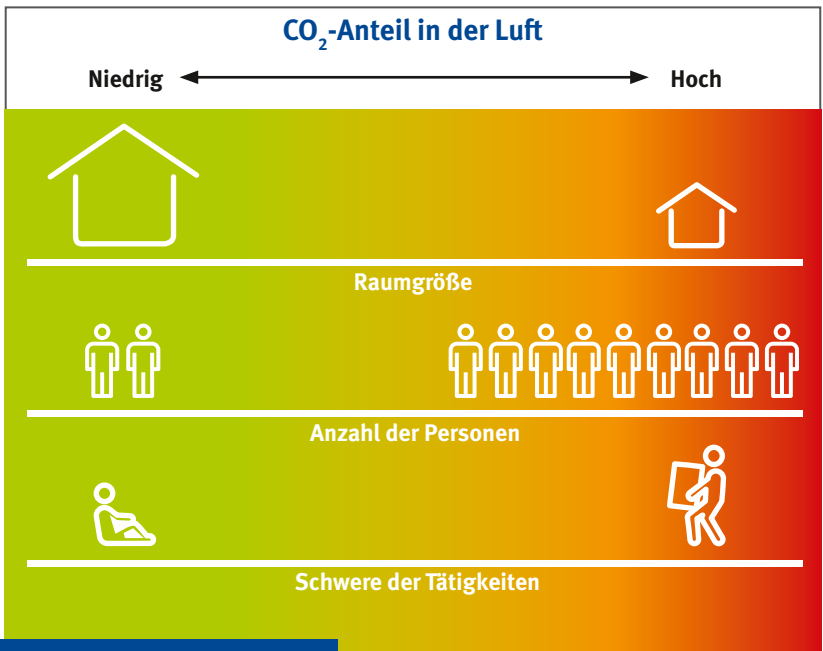 CO₂-Anteil in der Luft
Niedrig Hoch
Raumgröße
Anzahl der Personen
Schwere der Tätigkeiten